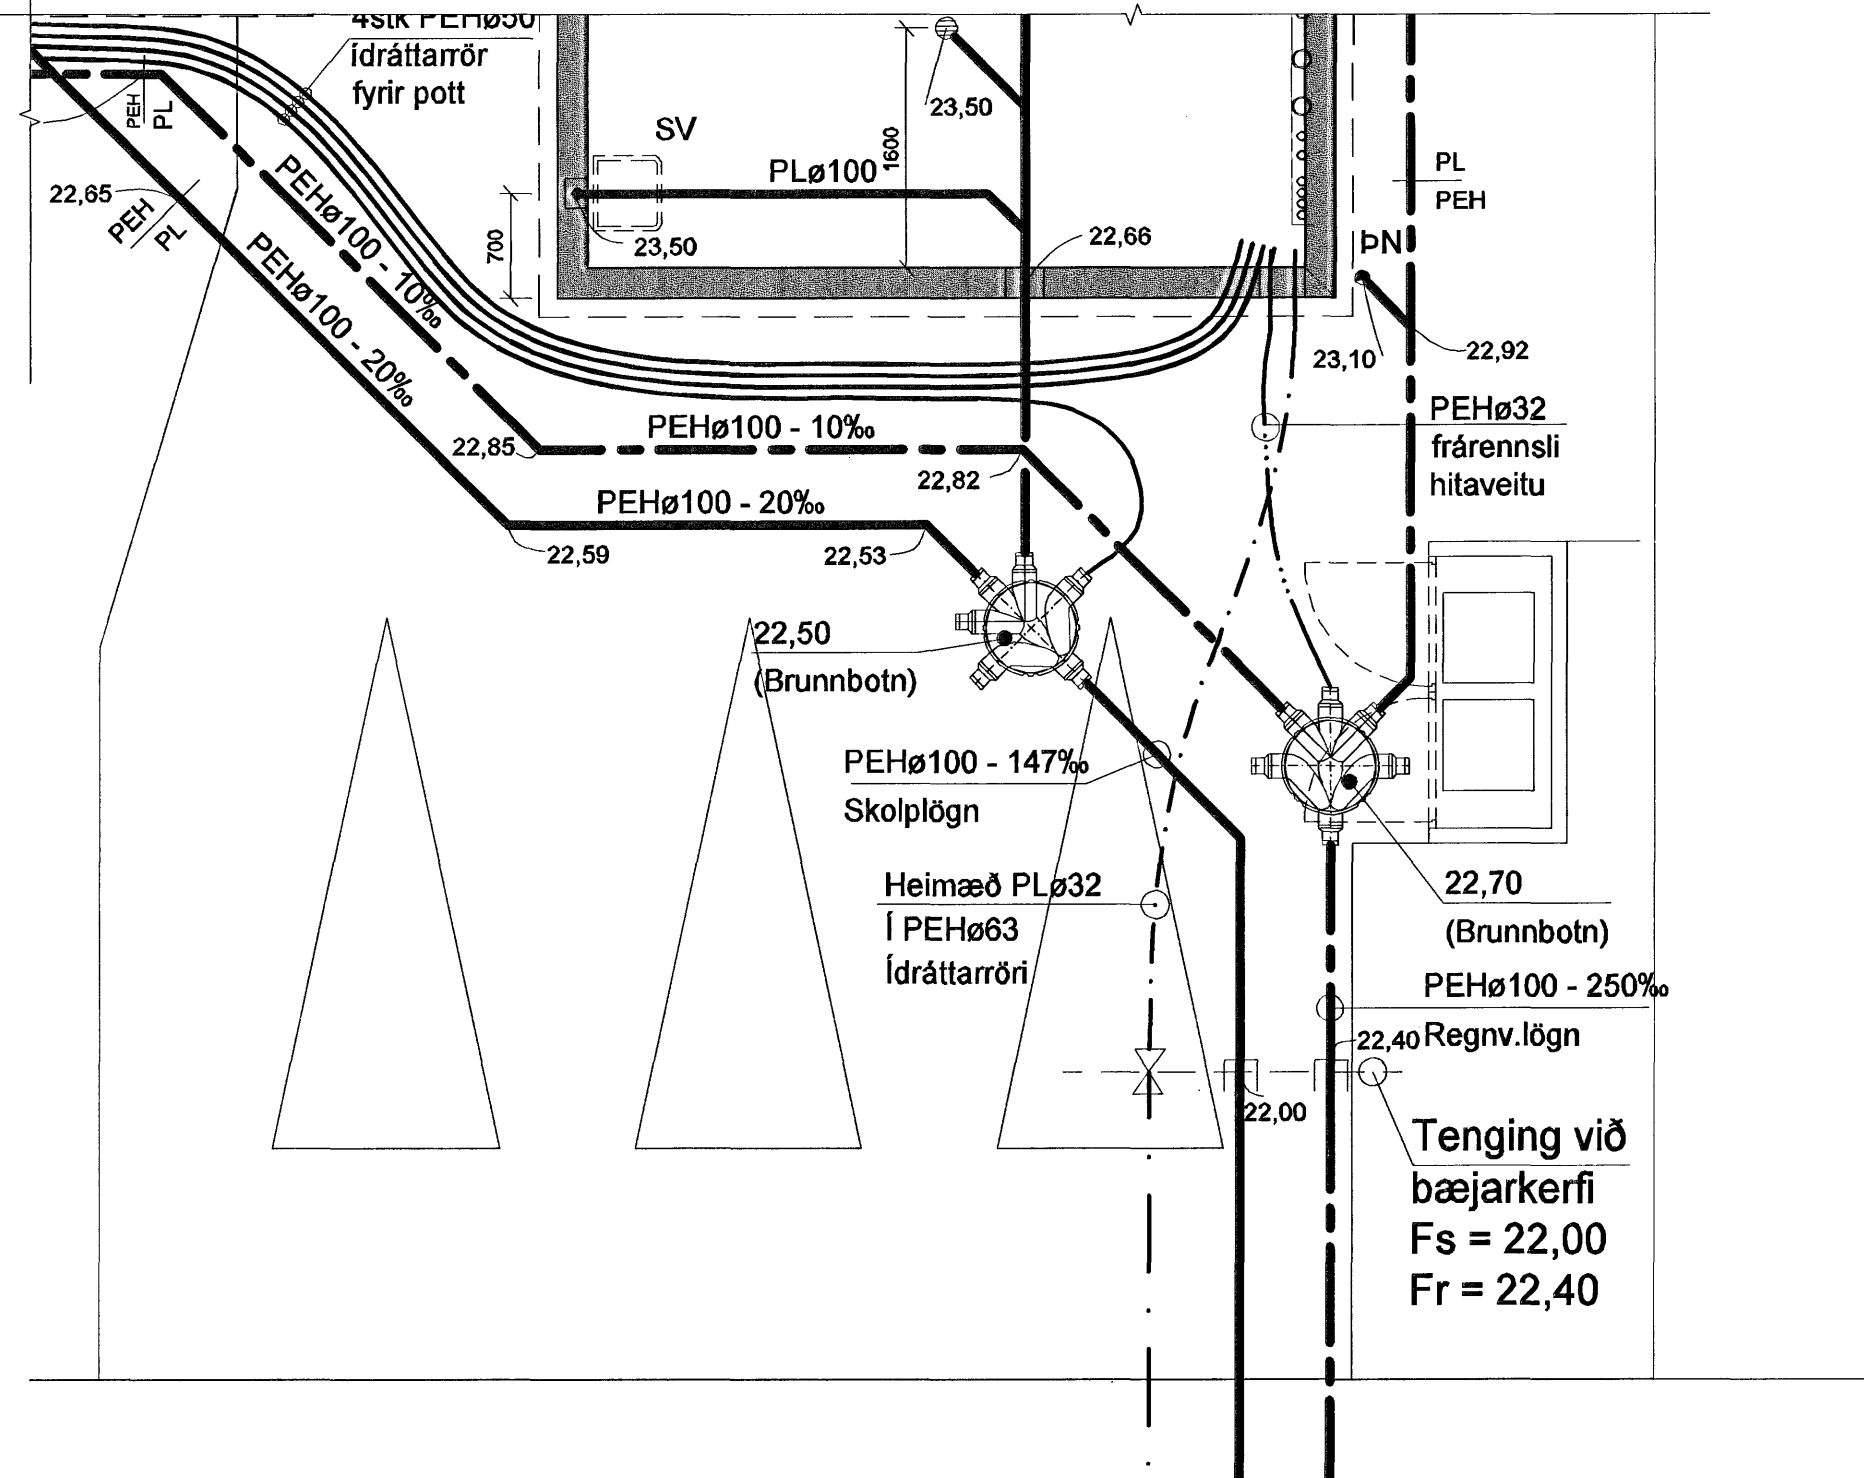 4stk PEHø50
ídráttarrör
fyrir pott
PEH
PL
23,50
1600
SV
PLø100
PL
PEH
22,65
PEH
PL
PEHø100 - 10‰
PEHø100 - 20‰
700
23,50
22,66
ÞN
23,10
22,92
PEHø32
frárennsli
hitaveitu
22,85
PEHø100 - 10‰
22,82
PEHø100 - 20‰
22,59
22,53
22,50
(Brunnbotn)
PEHø100 - 147‰
Skolplögn
Heimæð PLø32
Í PEHø63
Ídráttarröri
22,70
(Brunnbotn)
PEHø100 - 250‰
22,40 Regnv.lögn
22,00
Tenging við
bæjarkerfi
Fs = 22,00
Fr = 22,40